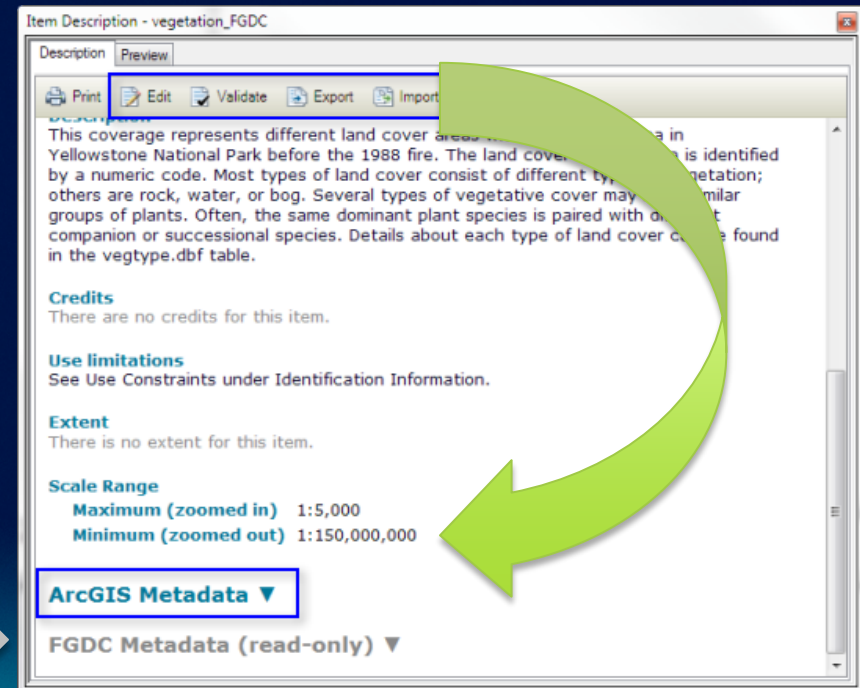 Item Description - vegetation_FGDC
Description Preview
Print Edit Validate Export Import
Description
This coverage represents different land cover areas a in
Yellowstone National Park before the 1988 fire. The land cover is identified
by a numeric code. Most types of land cover consist of different getation;
others are rock, water, or bog. Several types of vegetative cover may milar
groups of plants. Often, the same dominant plant species is paired with t
companion or successional species. Details about each type of land cover found
in the vegtype.dbf table.
Credits
There are no credits for this item.
Use limitations
See Use Constraints under Identification Information.
Extent
There is no extent for this item.
Scale Range
Maximum (zoomed in) 1:5,000
Minimum (zoomed out) 1:150,000,000
ArcGIS Metadata ▼
FGDC Metadata (read-only) ▼